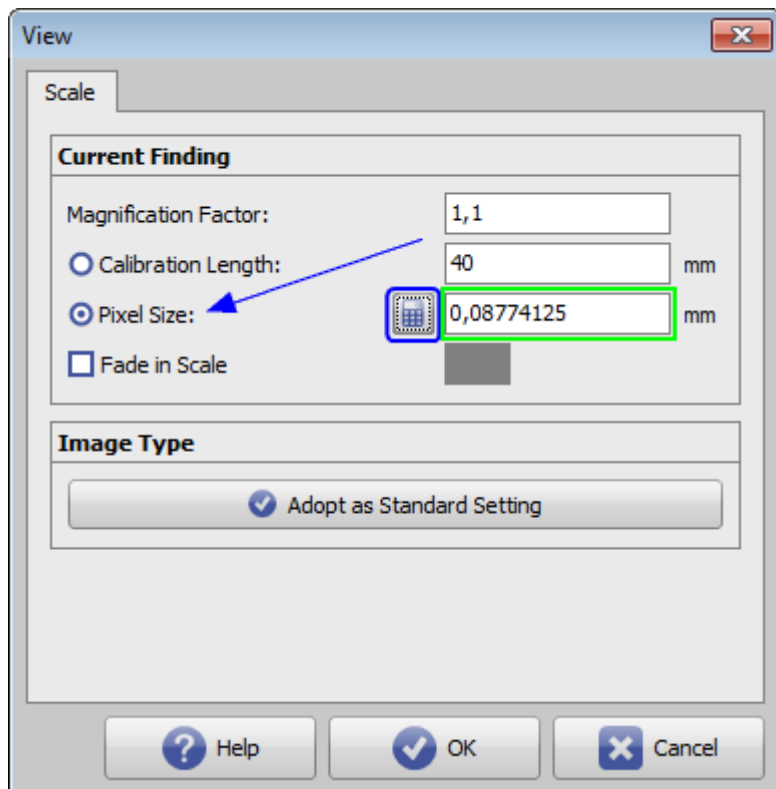 View
Scale
Current Finding
Magnification Factor: 1,1
Calibration Length: 40 mm
Pixel Size: 0,08774125 mm
Fade in Scale
Image Type
Adopt as Standard Setting
Help OK Cancel